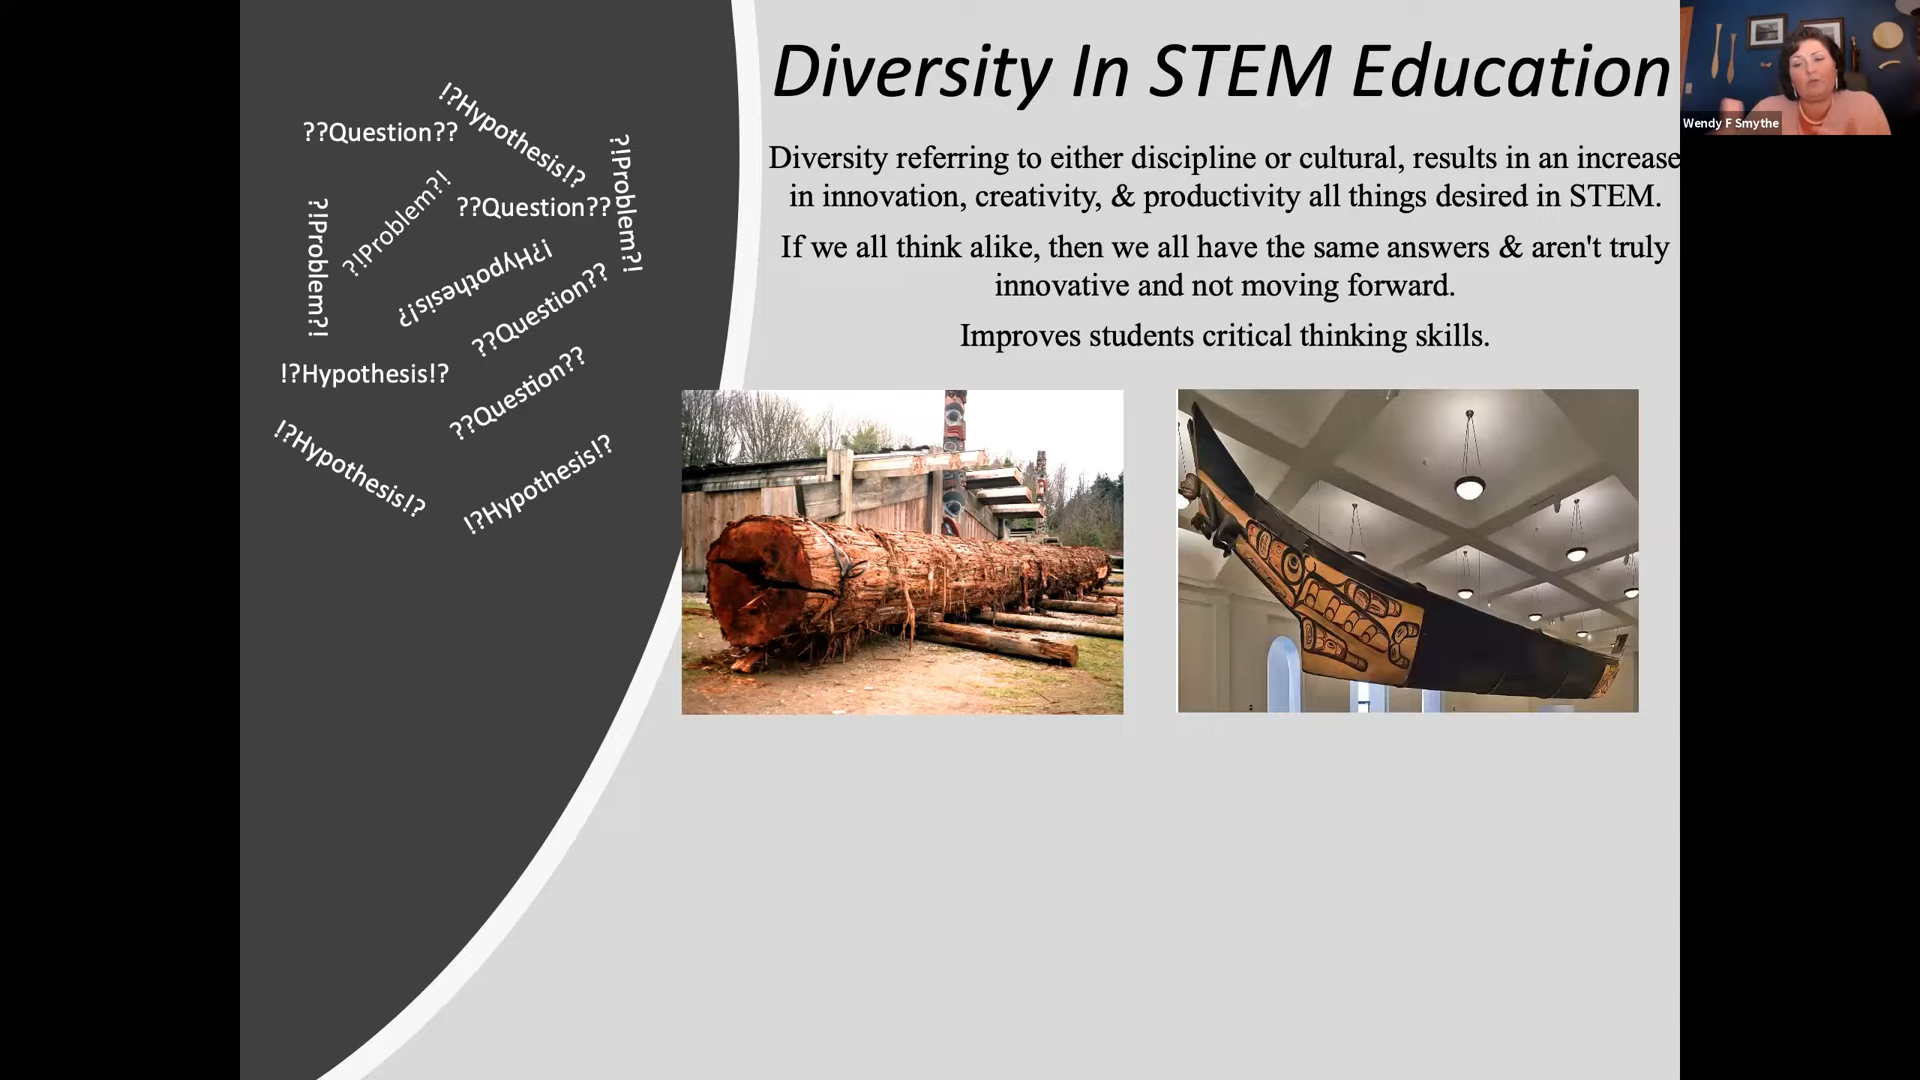 Diversity In STEM Education
Wendy F Smythe
Diversity referring to either discipline or cultural, results in an increase
in innovation, creativity, & productivity all things desired in STEM.
If we all think alike, then we all have the same answers & aren't truly
innovative and not moving forward.
Improves students critical thinking skills.
!?Hypothesis!?
??Question??
?!Problem?!
?!Problem?!
??Question??
?!Problem?!
!?Hypothesis!?
??Question??
??Question??
!?Hypothesis!?
!?Hypothesis!?
!?Hypothesis!?